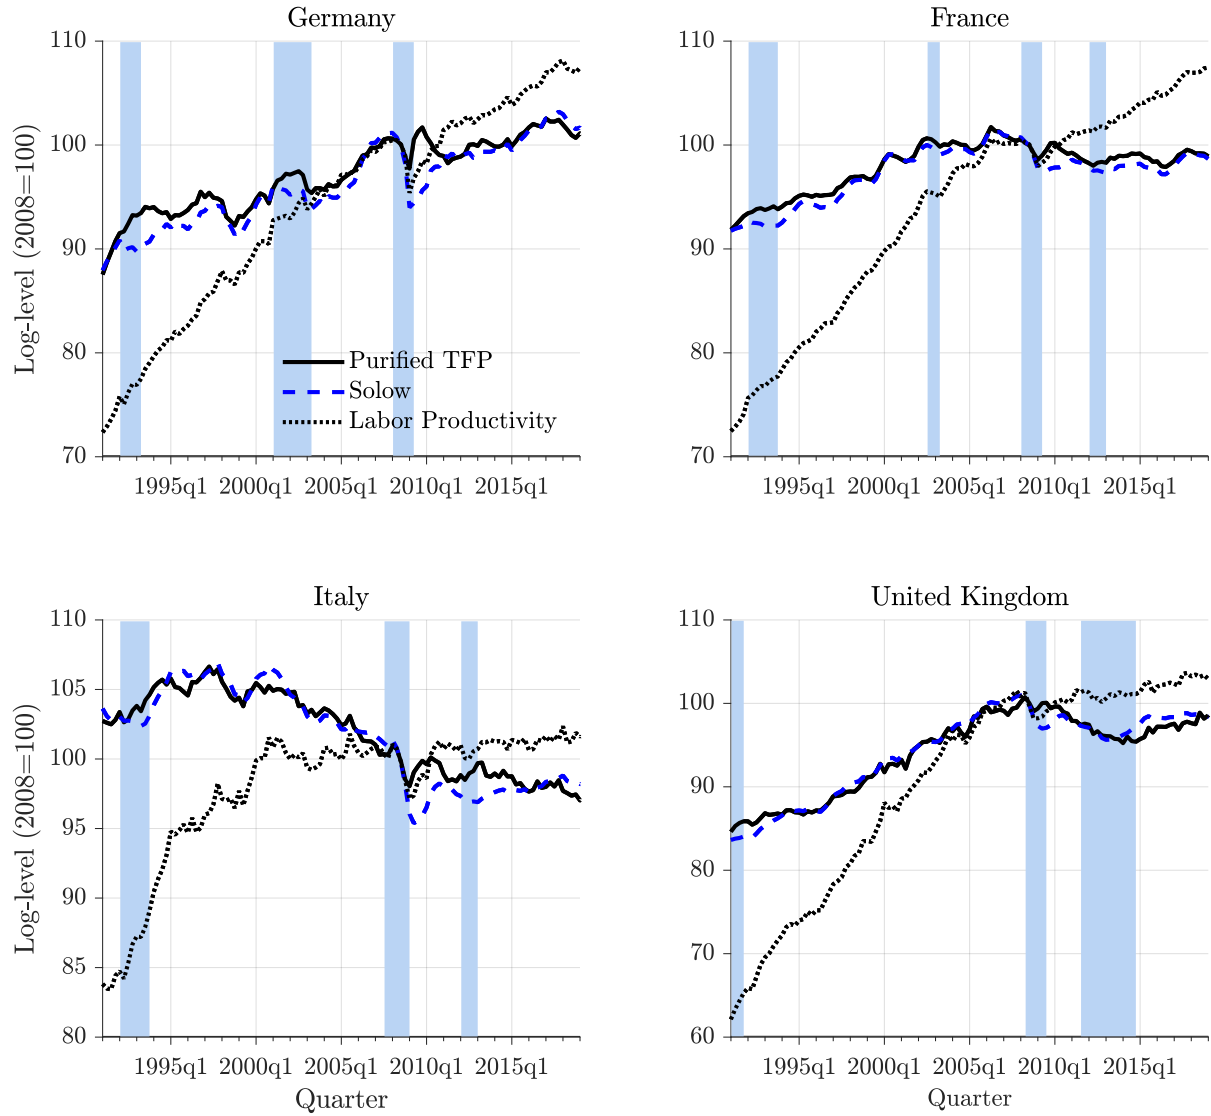 Germany
France
110
100
90
80
70
Log-level (2008=100)
Purified TFP
Solow
Labor Productivity
1995q1 2000q1 2005q1 2010q1 2015q1
110
100
90
80
70
1995q1 2000q1 2005q1 2010q1 2015q1
Italy
United Kingdom
110
105
100
95
90
85
80
Log-level (2008=100)
1995q1 2000q1 2005q1 2010q1 2015q1
Quarter
110
100
90
80
70
60
1995q1 2000q1 2005q1 2010q1 2015q1
Quarter